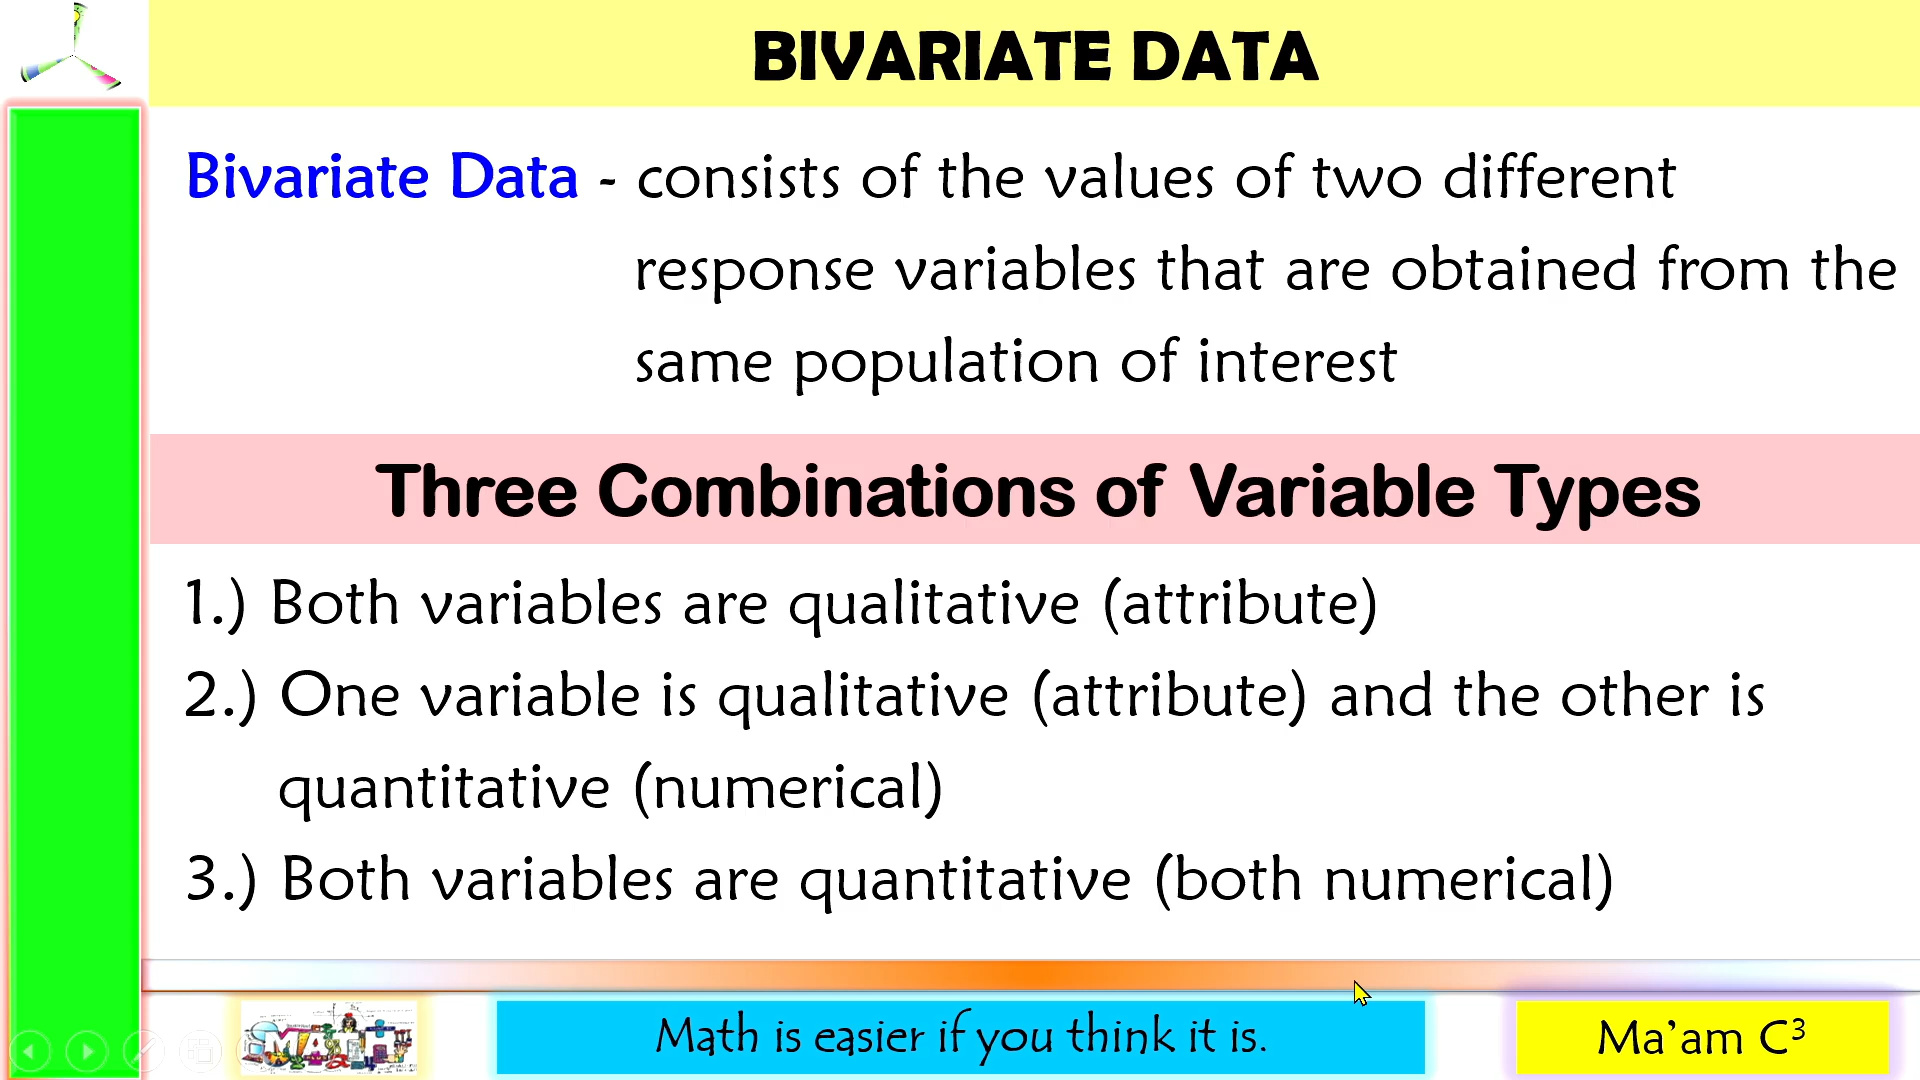 BIVARIATE DATA
Bivariate Data - consists of the values of two different
response variables that are obtained from the
same population of interest
Three Combinations of Variable Types
1.) Both variables are qualitative (attribute)
2.) One variable is qualitative (attribute) and the other is
quantitative (numerical)
3.) Both variables are quantitative (both numerical)
MATH
Math is easier if you think it is.
Ma'am C³